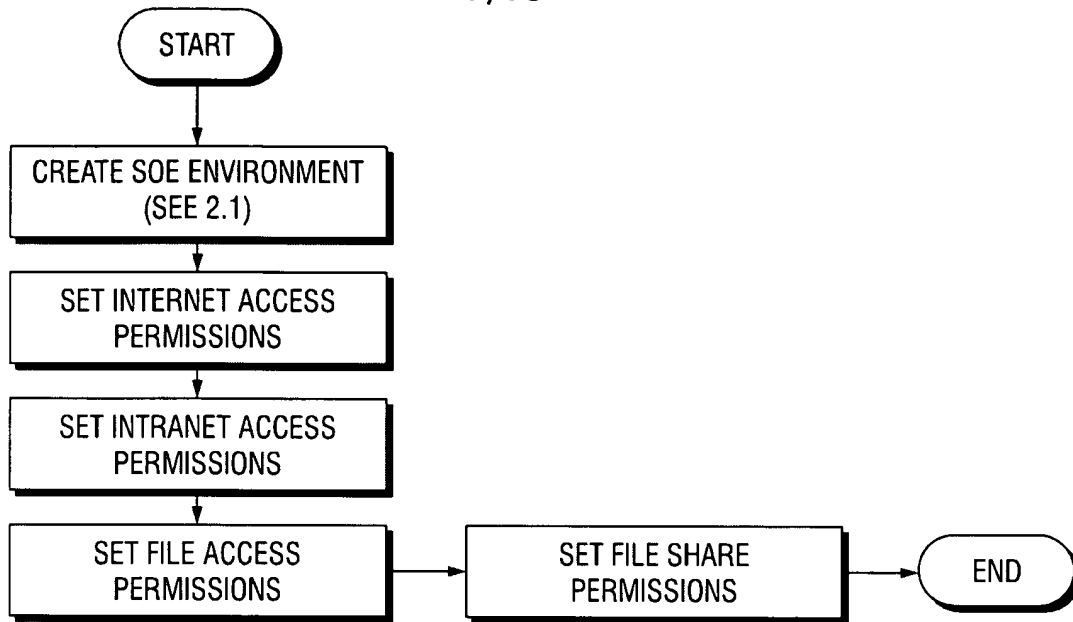 START
CREATE SOE ENVIRONMENT
(SEE 2.1)
SET INTERNET ACCESS
PERMISSIONS
SET INTRANET ACCESS
PERMISSIONS
SET FILE ACCESS
PERMISSIONS
SET FILE SHARE
PERMISSIONS
END